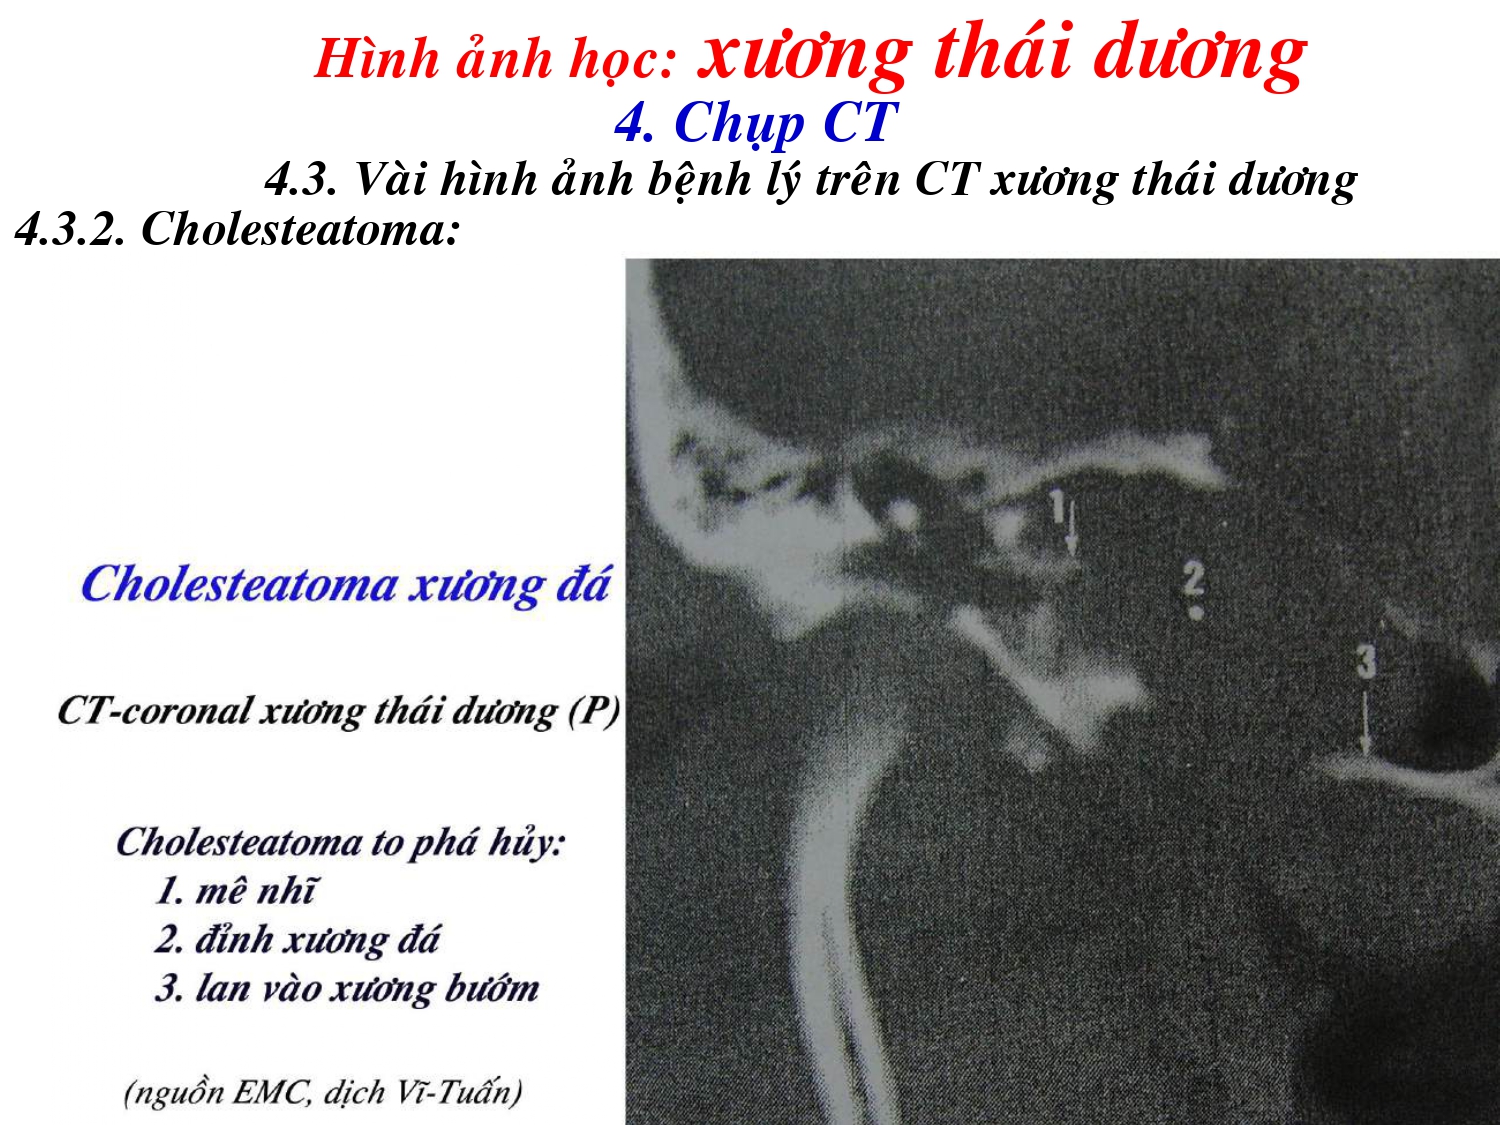 Hình ảnh học: xương thái dương
4. Chụp CT
4.3. Vài hình ảnh bệnh lý trên CT xương thái dương
4.3.2. Cholesteatoma:
Cholesteatoma xương đá
CT-coronal xương thái dương (P)
Cholesteatoma to phá hủy:
1. mê nhĩ
2. đỉnh xương đá
3. lan vào xương bướm
(nguồn EMC, dịch Vĩ-Tuấn)
1
2
3